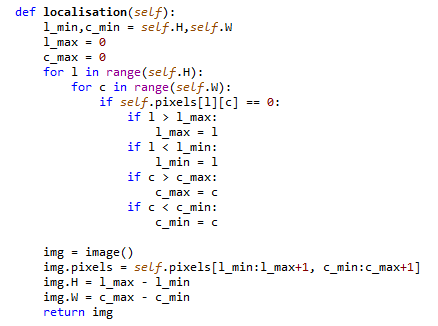 def localisation(self):
    l_min,c_min = self.H,self.W
    l_max = 0
    c_max = 0
    for l in range(self.H):
        for c in range(self.W):
            if self.pixels[l][c] == 0:
                if l > l_max:
                    l_max = l
                if l < l_min:
                    l_min = l
                if c > c_max:
                    c_max = c
                if c < c_min:
                    c_min = c
    img = image()
    img.pixels = self.pixels[l_min:l_max+1, c_min:c_max+1]
    img.H = l_max - l_min
    img.W = c_max - c_min
    return img